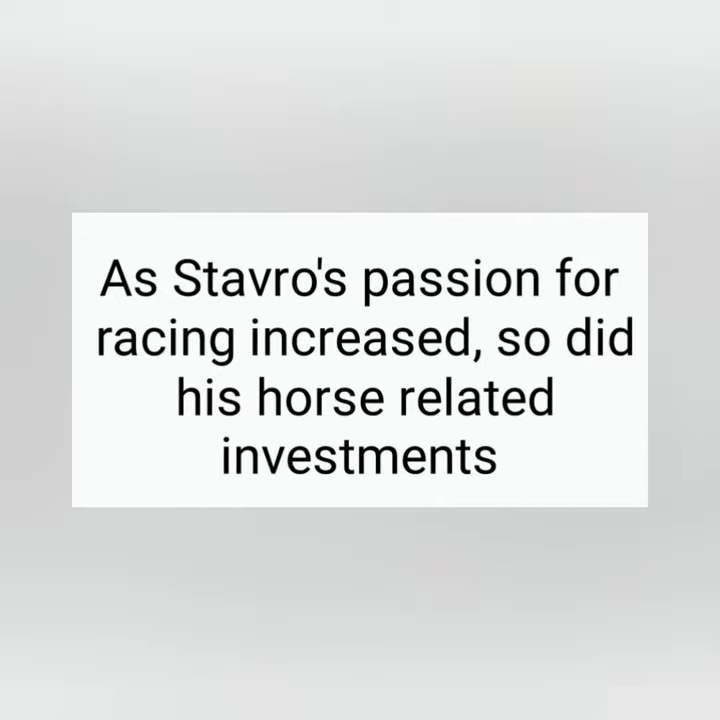 As Stavro's passion for
racing increased, so did
his horse related
investments